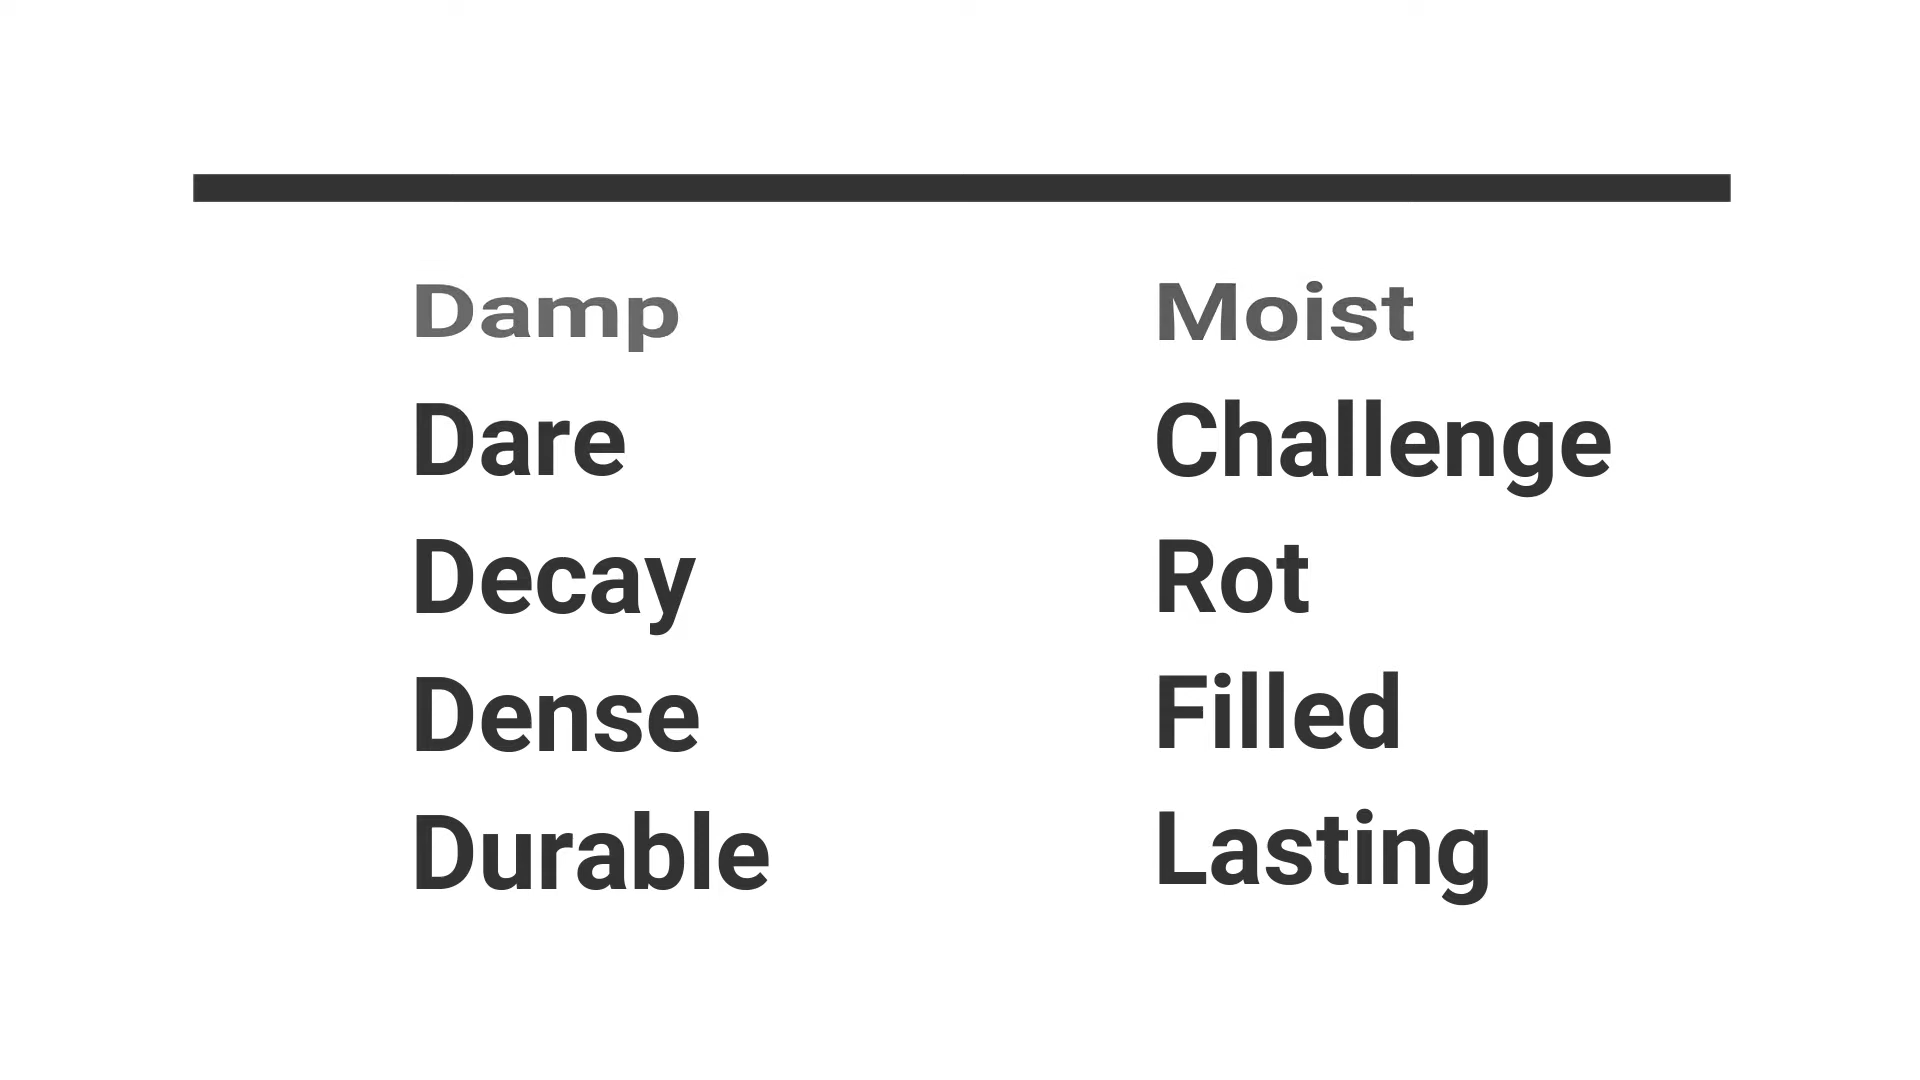 Damp Moist
Dare Challenge
Decay Rot
Dense Filled
Durable Lasting